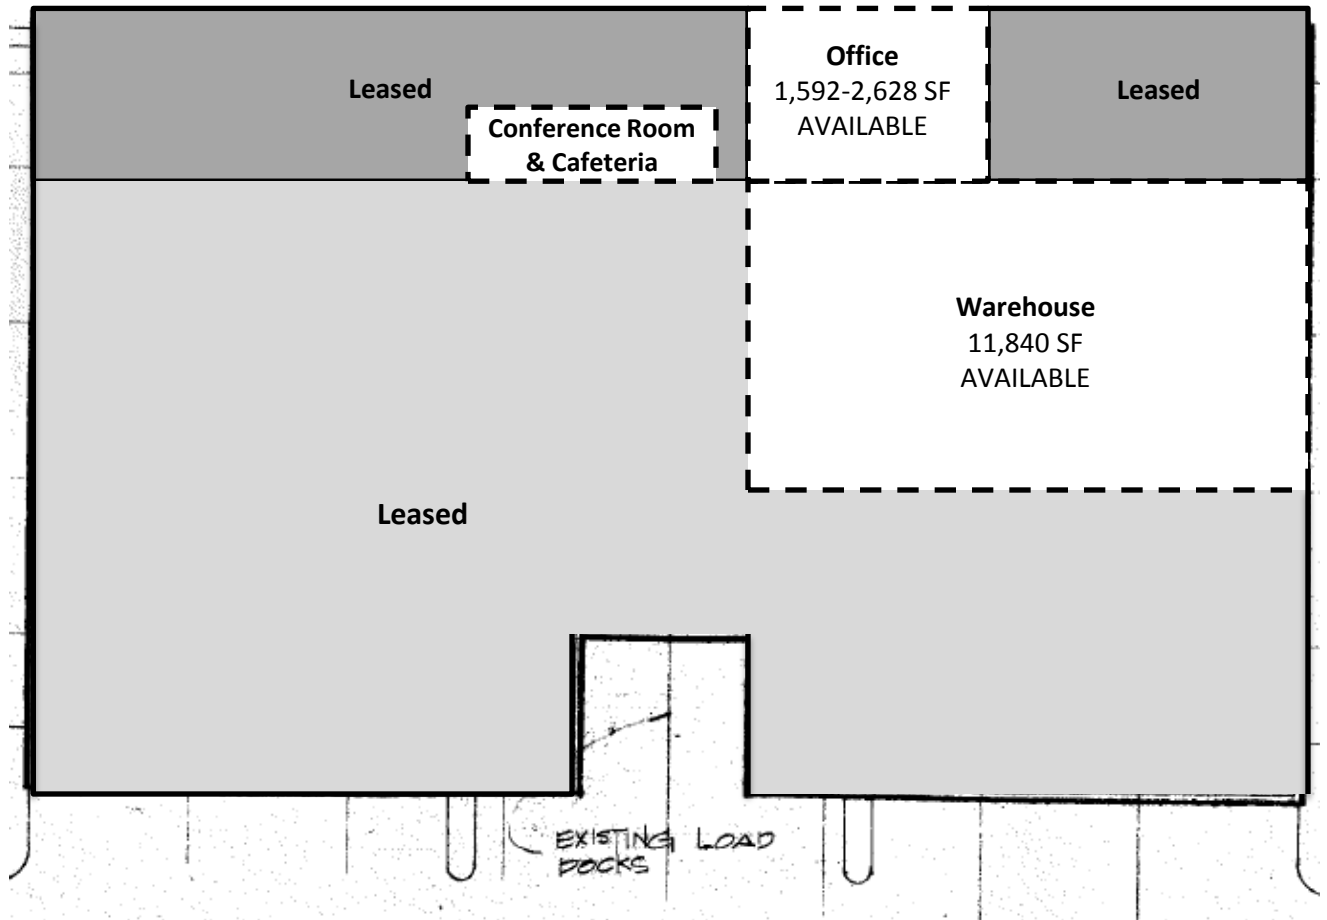 Leased
Conference Room
& Cafeteria
Office
1,592-2,628 SF
AVAILABLE
Leased
Warehouse
11,840 SF
AVAILABLE
Leased
EXISTING LOAD
DOCKS